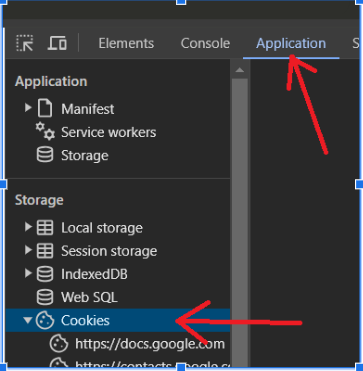 Elements Console Application S
Application
Manifest
Service workers
Storage
Storage
Local storage
Session storage
IndexedDB
Web SQL
Cookies
https://docs.google.com
https://contacts.google.c